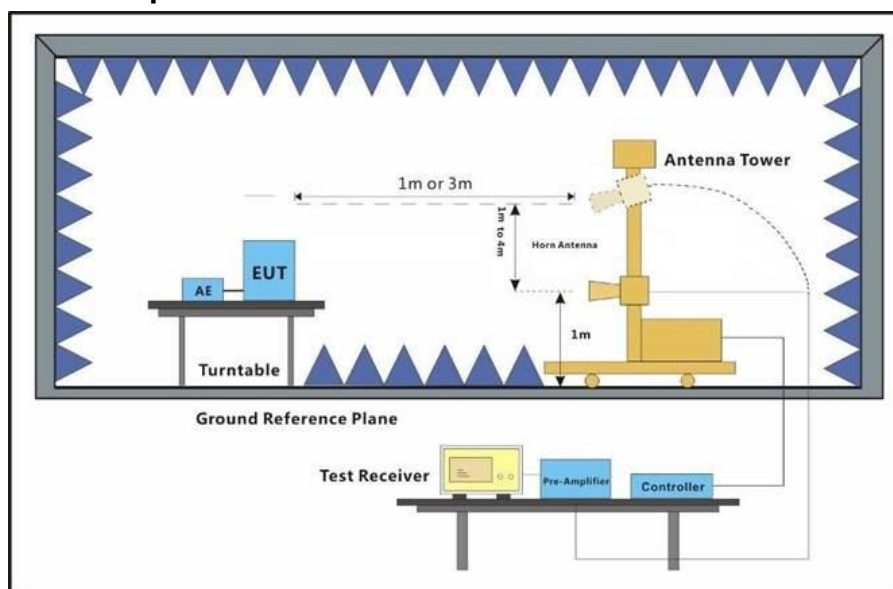 Antenna Tower
1m or 3m
1m to 4m
Horn Antenna
EUT
AE
1m
Turntable
Ground Reference Plane
Test Receiver
Pre-Amplifier
Controller